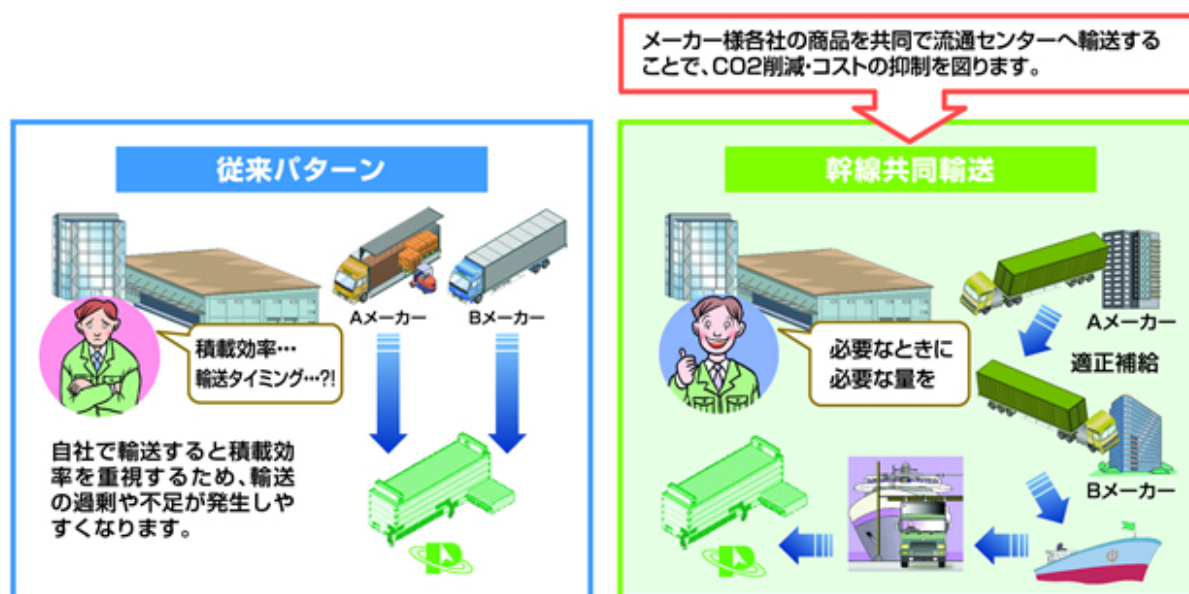 メーカー様各社の商品を共同で流通センターへ輸送する
ことで、CO2削減・コストの抑制を図ります。
従来パターン
Aメーカー
Bメーカー
積載効率…
輸送タイミング…?!
自社で輸送すると積載効
率を重視するため、輸送
の過剰や不足が発生しや
すくなります。
幹線共同輸送
Aメーカー
必要なときに
必要な量を
適正補給
Bメーカー